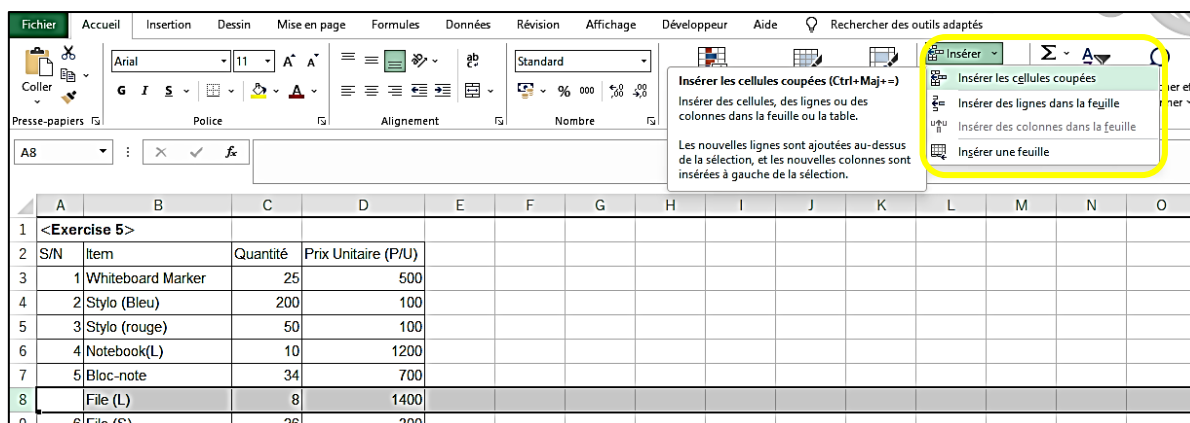 Fichier Accueil Insertion Dessin Mise en page Formules Données Révision Affichage Développeur Aide Rechercher des outils adaptés
Coller
Presse-papiers
Arial 11
G I S
Police
Alignement
Standard
% 000
Nombre
Insérer
Insérer les cellules coupées
Insérer des lignes dans la feuille
Insérer des colonnes dans la feuille
Insérer une feuille
Insérer les cellules coupées (Ctrl+Maj+=)
Insérer des cellules, des lignes ou des
colonnes dans la feuille ou la table.
Les nouvelles lignes sont ajoutées au-dessus
de la sélection, et les nouvelles colonnes sont
insérées à gauche de la sélection.
A8 fx
A B C D E F G H I J K L M N O
1 <Exercise 5>
2 S/N Item Quantité Prix Unitaire (P/U)
3 1 Whiteboard Marker 25 500
4 2 Stylo (Bleu) 200 100
5 3 Stylo (rouge) 50 100
6 4 Notebook(L) 10 1200
7 5 Bloc-note 34 700
8 File (L) 8 1400